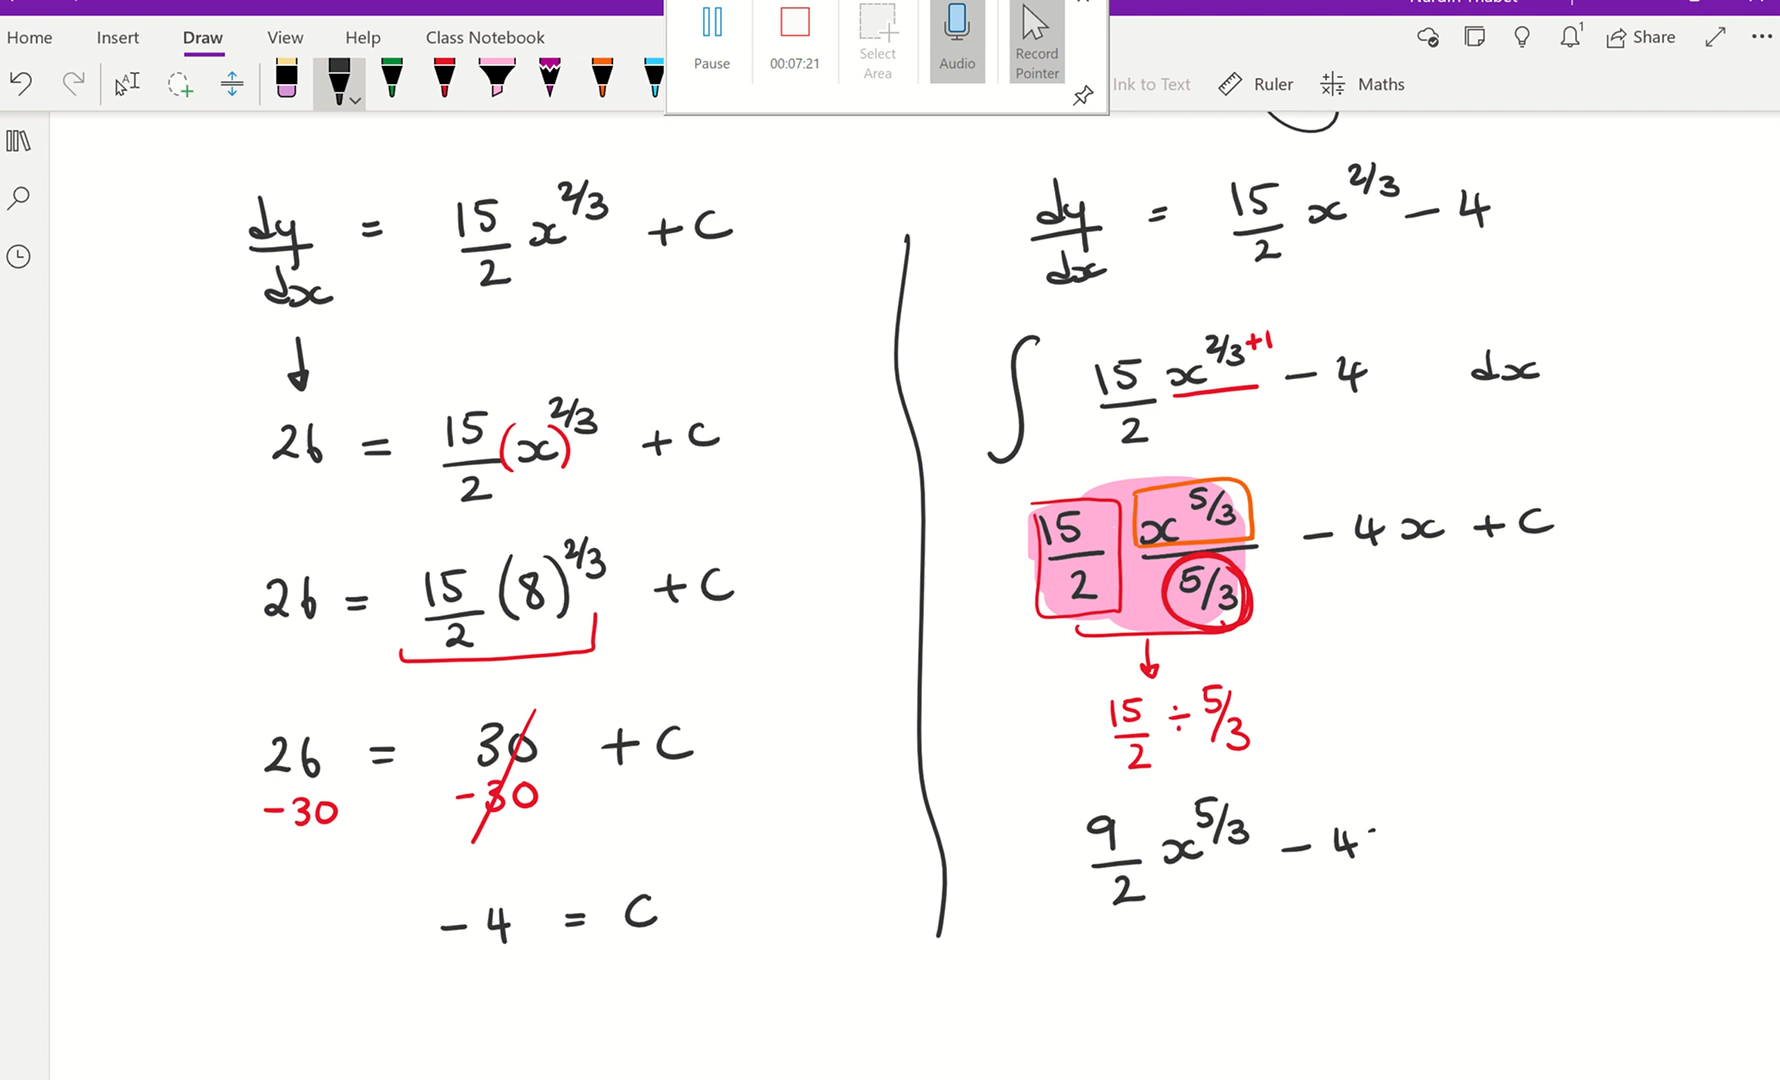 Pause
00:07:21
Select
Area
Audio
Record
Pointer
Home Insert Draw View Help Class Notebook
Share
Ink to Text Ruler Maths
dy/dx = 15/2 x^2/3 + C
↓
26 = 15/2 (x)^2/3 + C
26 = 15/2 (8)^2/3 + C
26 = 30 + C
-30 -30
-4 = C
dy/dx = 15/2 x^2/3 - 4
∫ 15/2 x^2/3+1 - 4 dx
15/2 x^5/3 / 5/3 - 4x + C
↓
15/2 ÷ 5/3
9/2 x^5/3 - 4